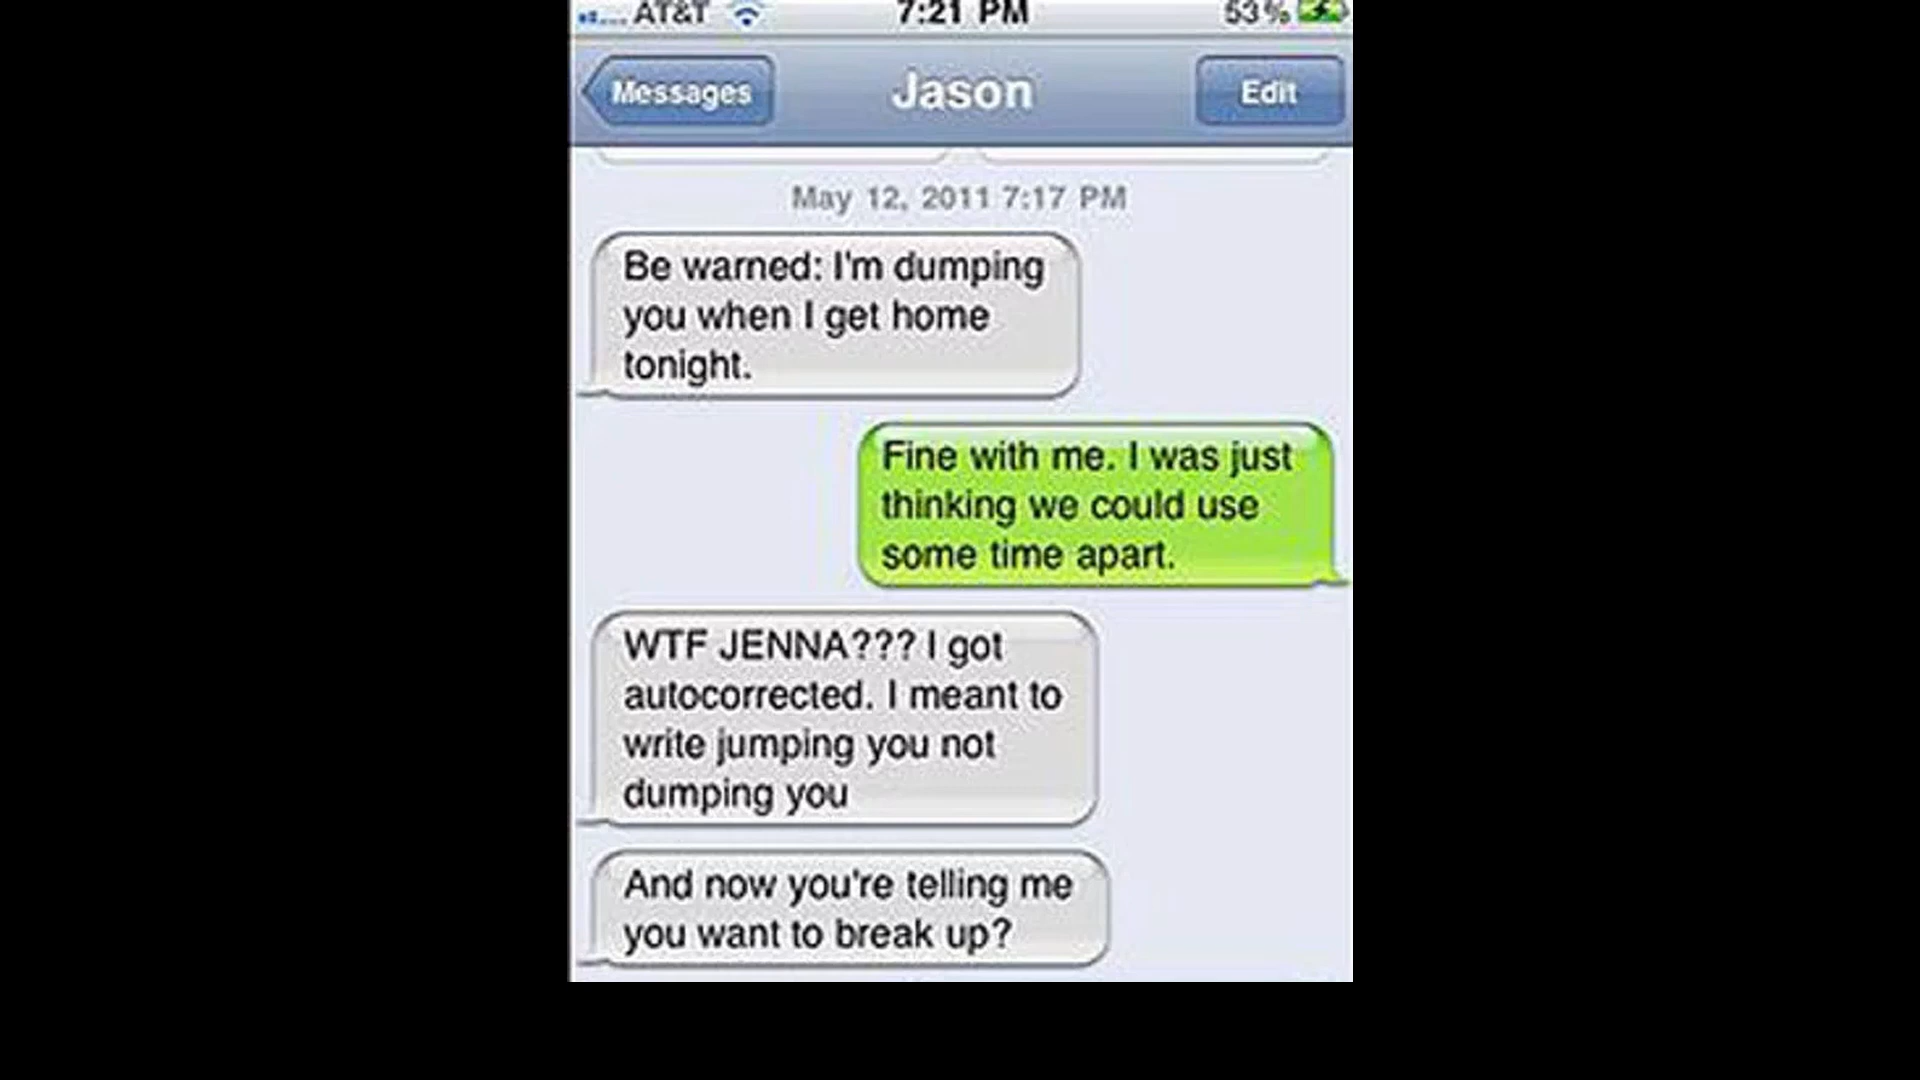 AT&T 7:21 PM 53%
Messages Jason Edit
May 12, 2011 7:17 PM
Be warned: I'm dumping
you when I get home
tonight.
Fine with me. I was just
thinking we could use
some time apart.
WTF JENNA??? I got
autocorrected. I meant to
write jumping you not
dumping you
And now you're telling me
you want to break up?